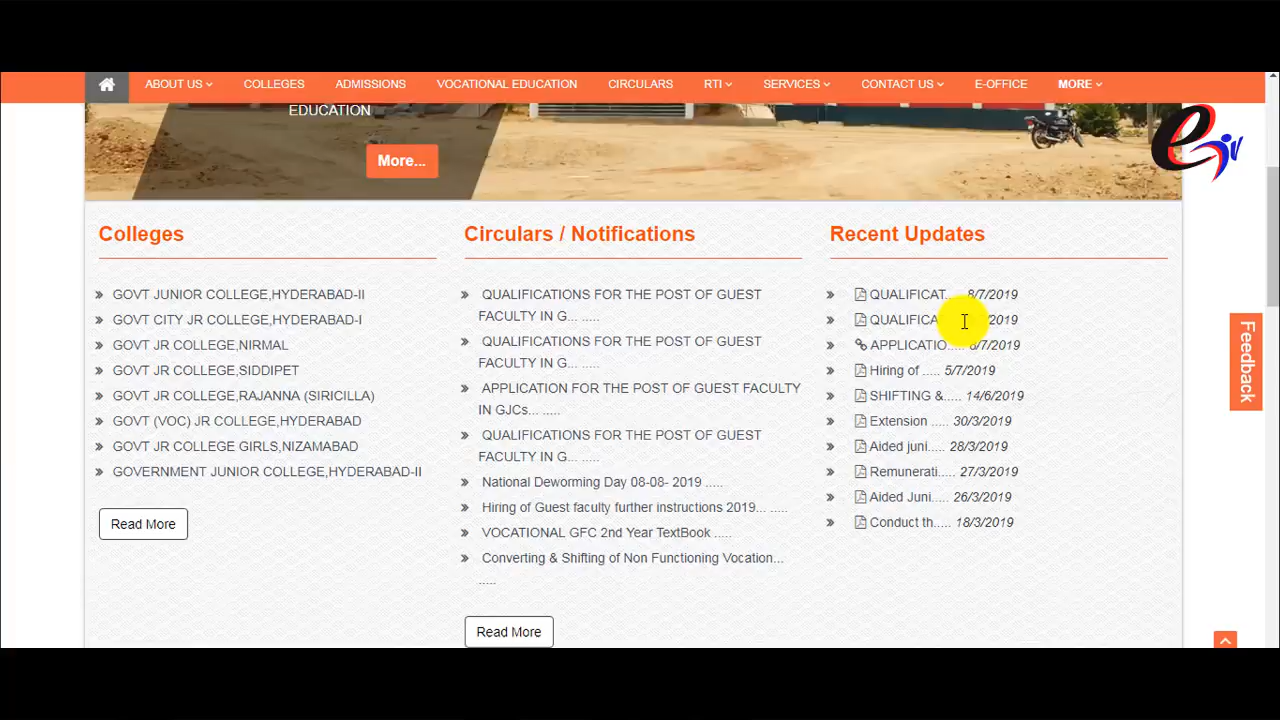 ABOUT US
COLLEGES
ADMISSIONS
VOCATIONAL EDUCATION
CIRCULARS
RTI
SERVICES
CONTACT US
E-OFFICE
MORE
EDUCATION
More...
Colleges
GOVT JUNIOR COLLEGE,HYDERABAD-II
GOVT CITY JR COLLEGE,HYDERABAD-I
GOVT JR COLLEGE,NIRMAL
GOVT JR COLLEGE,SIDDIPET
GOVT JR COLLEGE,RAJANNA (SIRICILLA)
GOVT (VOC) JR COLLEGE,HYDERABAD
GOVT JR COLLEGE GIRLS,NIZAMABAD
GOVERNMENT JUNIOR COLLEGE,HYDERABAD-II
Read More
Circulars / Notifications
QUALIFICATIONS FOR THE POST OF GUEST
FACULTY IN G... .....
QUALIFICATIONS FOR THE POST OF GUEST
FACULTY IN G... .....
APPLICATION FOR THE POST OF GUEST FACULTY
IN GJCs... .....
QUALIFICATIONS FOR THE POST OF GUEST
FACULTY IN G... .....
National Deworming Day 08-08- 2019 .....
Hiring of Guest faculty further instructions 2019... .....
VOCATIONAL GFC 2nd Year TextBook .....
Converting & Shifting of Non Functioning Vocation...
.....
Read More
Recent Updates
QUALIFICAT..... 8/7/2019
QUALIFICA /2019
APPLICATIO..... 8/7/2019
Hiring of ..... 5/7/2019
SHIFTING &..... 14/6/2019
Extension ..... 30/3/2019
Aided juni..... 28/3/2019
Remunerati..... 27/3/2019
Aided Juni..... 26/3/2019
Conduct th..... 18/3/2019
Feedback